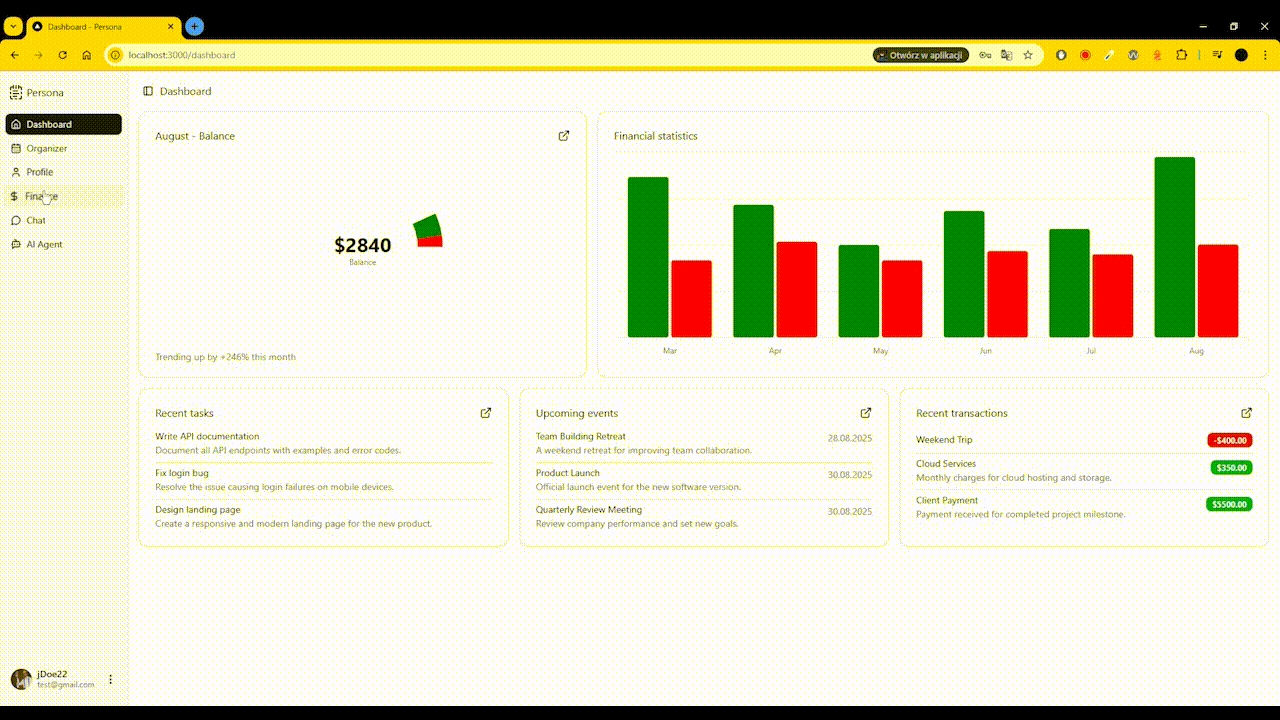 Dashboard - Persona
localhost:3000/dashboard
Otwórz w aplikacji
Persona
Dashboard
Organizer
Profile
Finance
Chat
AI Agent
jDoe22
test@gmail.com
Dashboard
August - Balance
$2840
Balance
Trending up by +246% this month
Financial statistics
Mar Apr May Jun Jul Aug
Recent tasks
Write API documentation
Document all API endpoints with examples and error codes.
Fix login bug
Resolve the issue causing login failures on mobile devices.
Design landing page
Create a responsive and modern landing page for the new product.
Upcoming events
Team Building Retreat 28.08.2025
A weekend retreat for improving team collaboration.
Product Launch 30.08.2025
Official launch event for the new software version.
Quarterly Review Meeting 30.08.2025
Review company performance and set new goals.
Recent transactions
Weekend Trip -$400.00
Cloud Services $350.00
Monthly charges for cloud hosting and storage.
Client Payment $5500.00
Payment received for completed project milestone.